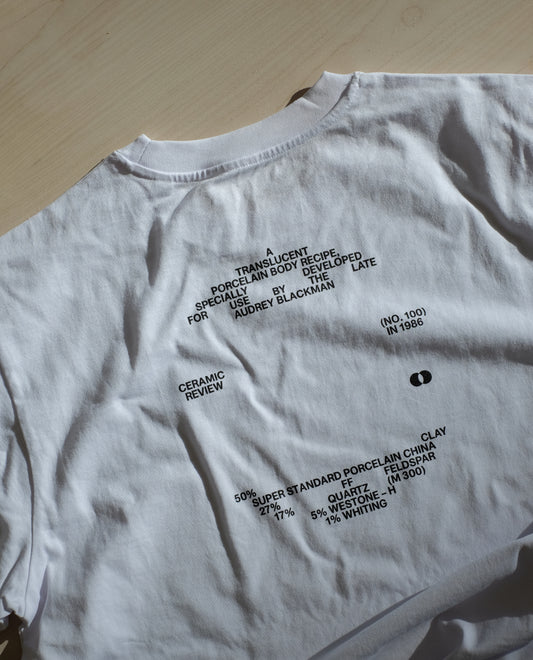 A
TRANSLUCENT
PORCELAIN BODY RECIPE,
SPECIALLY DEVELOPED
FOR USE BY THE LATE
AUDREY BLACKMAN
(NO. 100)
IN 1986
CERAMIC
REVIEW
50% CLAY
SUPER STANDARD PORCELAIN CHINA
27% FF FELDSPAR
17% QUARTZ (M 300)
5% WESTONE – H
1% WHITING